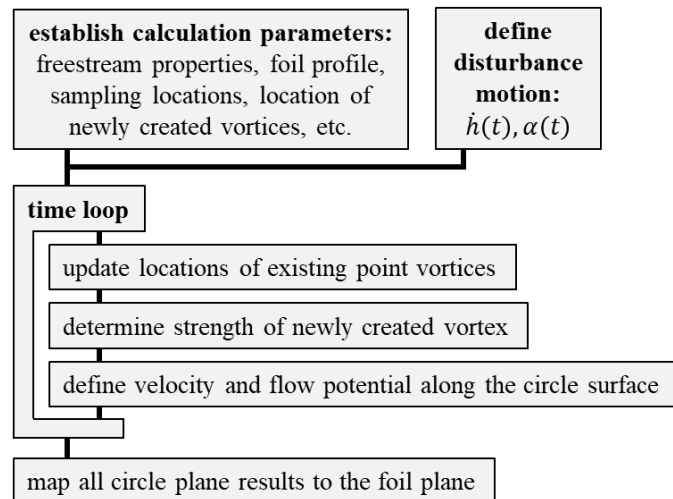 establish calculation parameters:
freestream properties, foil profile,
sampling locations, location of
newly created vortices, etc.
define
disturbance
motion:
ḣ(t), α(t)
time loop
update locations of existing point vortices
determine strength of newly created vortex
define velocity and flow potential along the circle surface
map all circle plane results to the foil plane